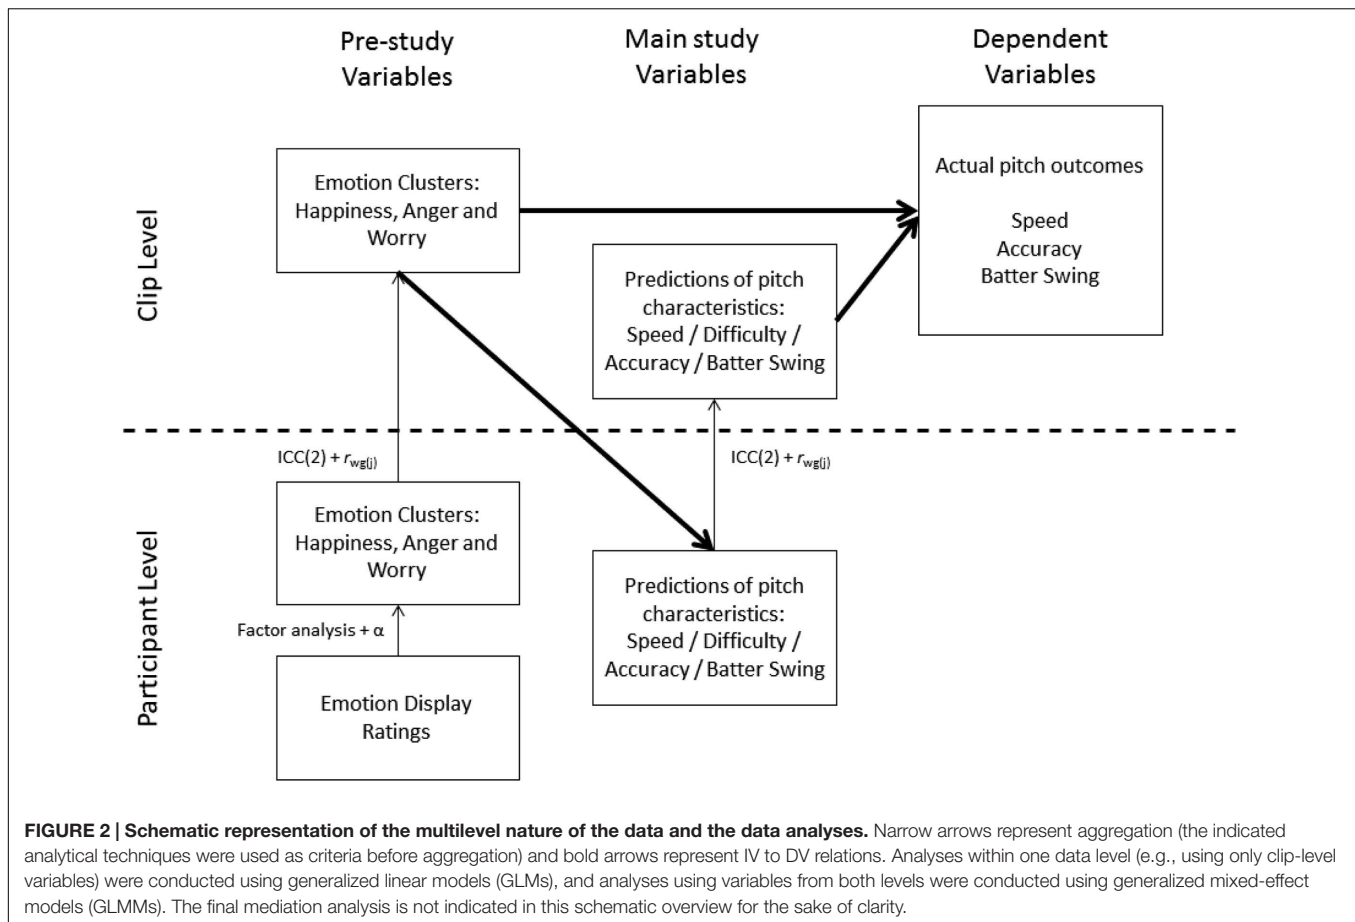 Pre-study
Variables
Main study
Variables
Dependent
Variables
Clip Level
Emotion Clusters:
Happiness, Anger and
Worry
Predictions of pitch
characteristics:
Speed / Difficulty /
Accuracy / Batter Swing
Actual pitch outcomes
Speed
Accuracy
Batter Swing
ICC(2) + rwg(j)
ICC(2) + rwg(j)
Participant Level
Emotion Clusters:
Happiness, Anger and
Worry
Factor analysis + α
Emotion Display
Ratings
Predictions of pitch
characteristics:
Speed / Difficulty /
Accuracy / Batter Swing
FIGURE 2 | Schematic representation of the multilevel nature of the data and the data analyses. Narrow arrows represent aggregation (the indicated
analytical techniques were used as criteria before aggregation) and bold arrows represent IV to DV relations. Analyses within one data level (e.g., using only clip-level
variables) were conducted using generalized linear models (GLMs), and analyses using variables from both levels were conducted using generalized mixed-effect
models (GLMMs). The final mediation analysis is not indicated in this schematic overview for the sake of clarity.